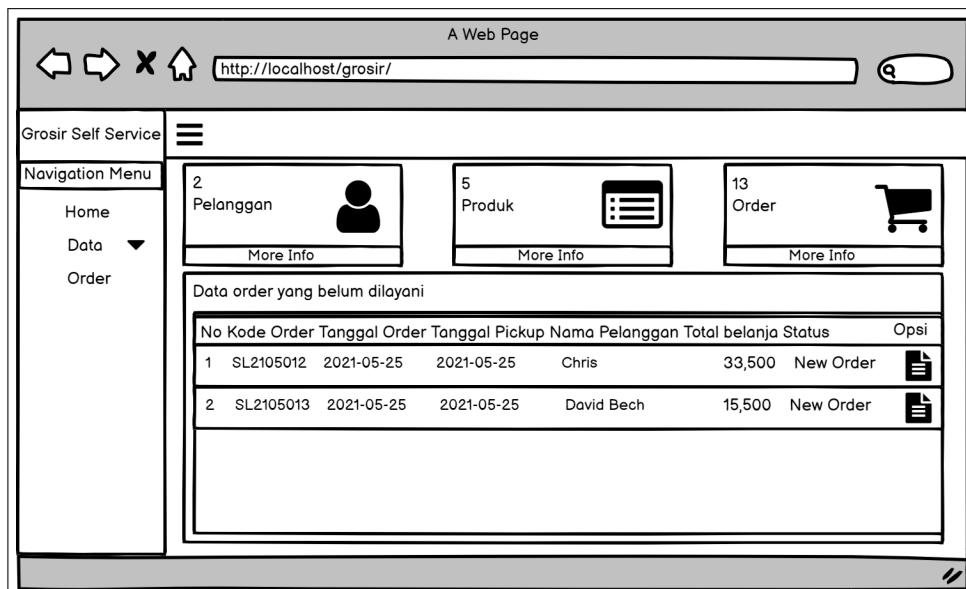 A Web Page
http://localhost/grosir/
Grosir Self Service
Navigation Menu
Home
Data
Order
2
Pelanggan
More Info
5
Produk
More Info
13
Order
More Info
Data order yang belum dilayani
No Kode Order Tanggal Order Tanggal Pickup Nama Pelanggan Total belanja Status Opsi
1 SL2105012 2021-05-25 2021-05-25 Chris 33,500 New Order
2 SL2105013 2021-05-25 2021-05-25 David Bech 15,500 New Order